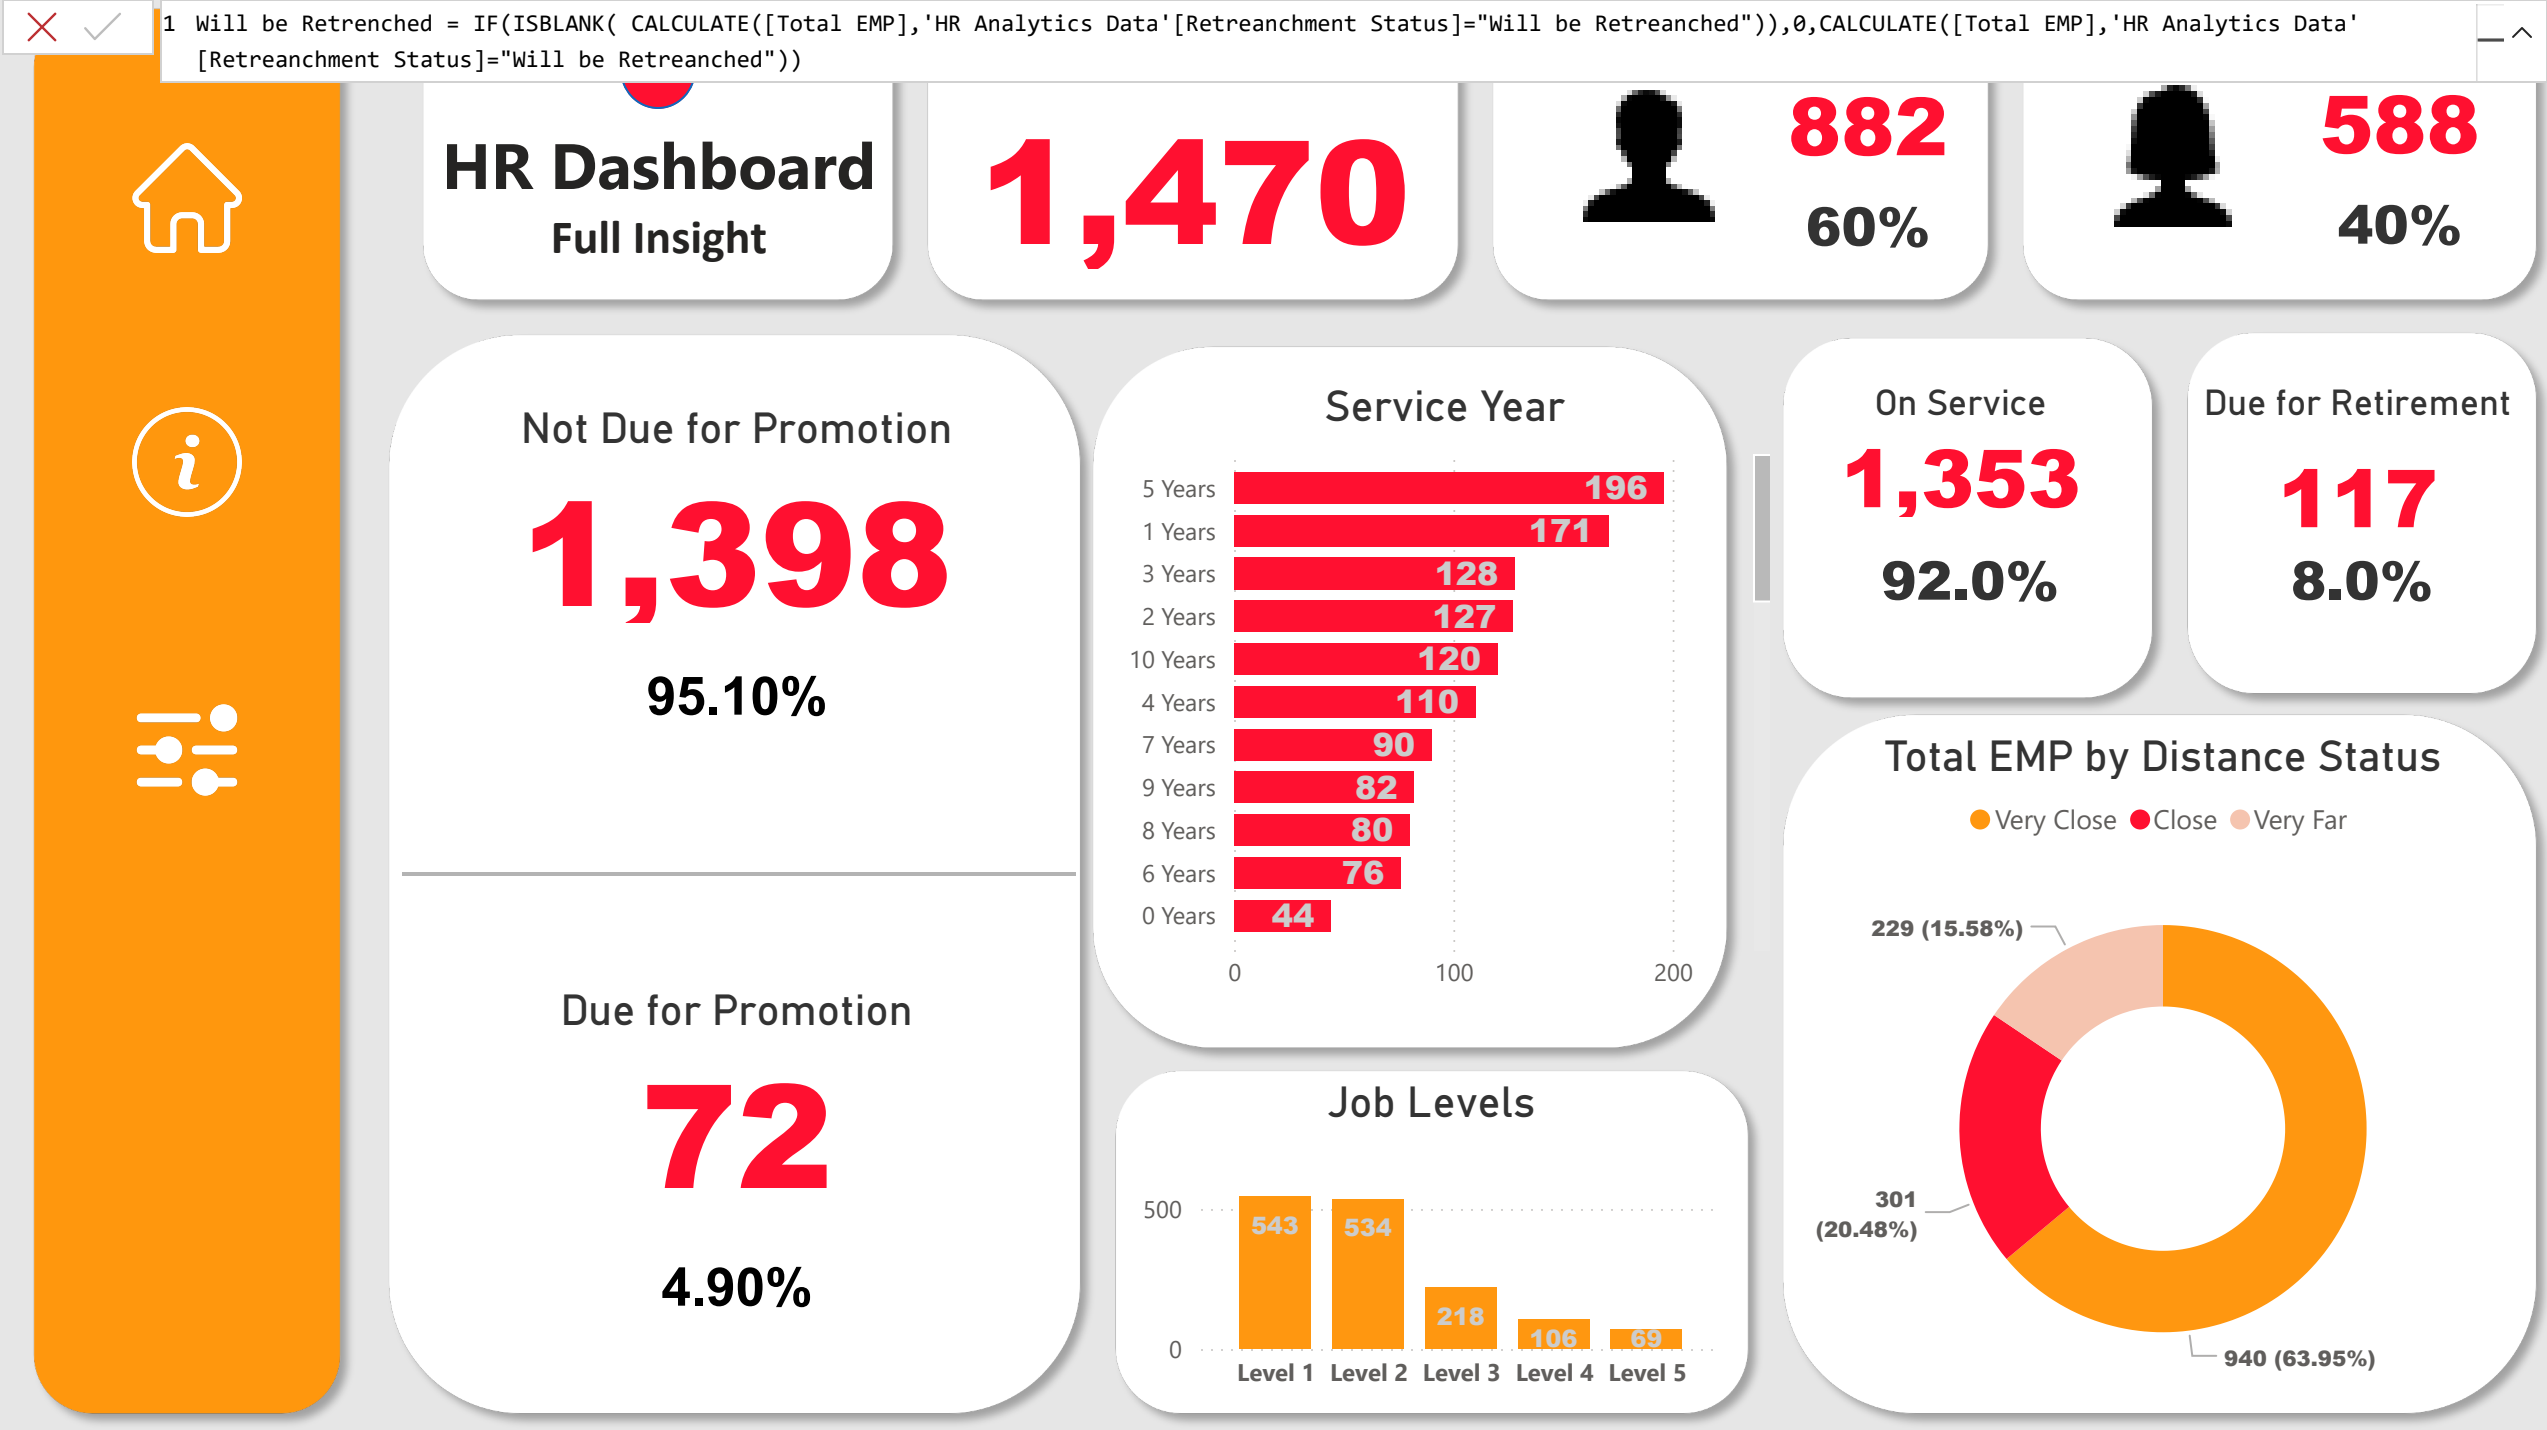 1 Will be Retrenched = IF(ISBLANK( CALCULATE([Total EMP],'HR Analytics Data'[Retreanchment Status]="Will be Retreanched")),0,CALCULATE([Total EMP],'HR Analytics Data'
[Retreanchment Status]="Will be Retreanched"))
HR Dashboard
Full Insight
1,470
882
60%
588
40%
Not Due for Promotion
1,398
95.10%
Due for Promotion
72
4.90%
Service Year
5 Years 196
1 Years 171
3 Years 128
2 Years 127
10 Years 120
4 Years 110
7 Years 90
9 Years 82
8 Years 80
6 Years 76
0 Years 44
0 100 200
Job Levels
500
543 534 218 106 69
0
Level 1 Level 2 Level 3 Level 4 Level 5
On Service
1,353
92.0%
Due for Retirement
117
8.0%
Total EMP by Distance Status
Very Close Close Very Far
229 (15.58%)
301
(20.48%)
940 (63.95%)